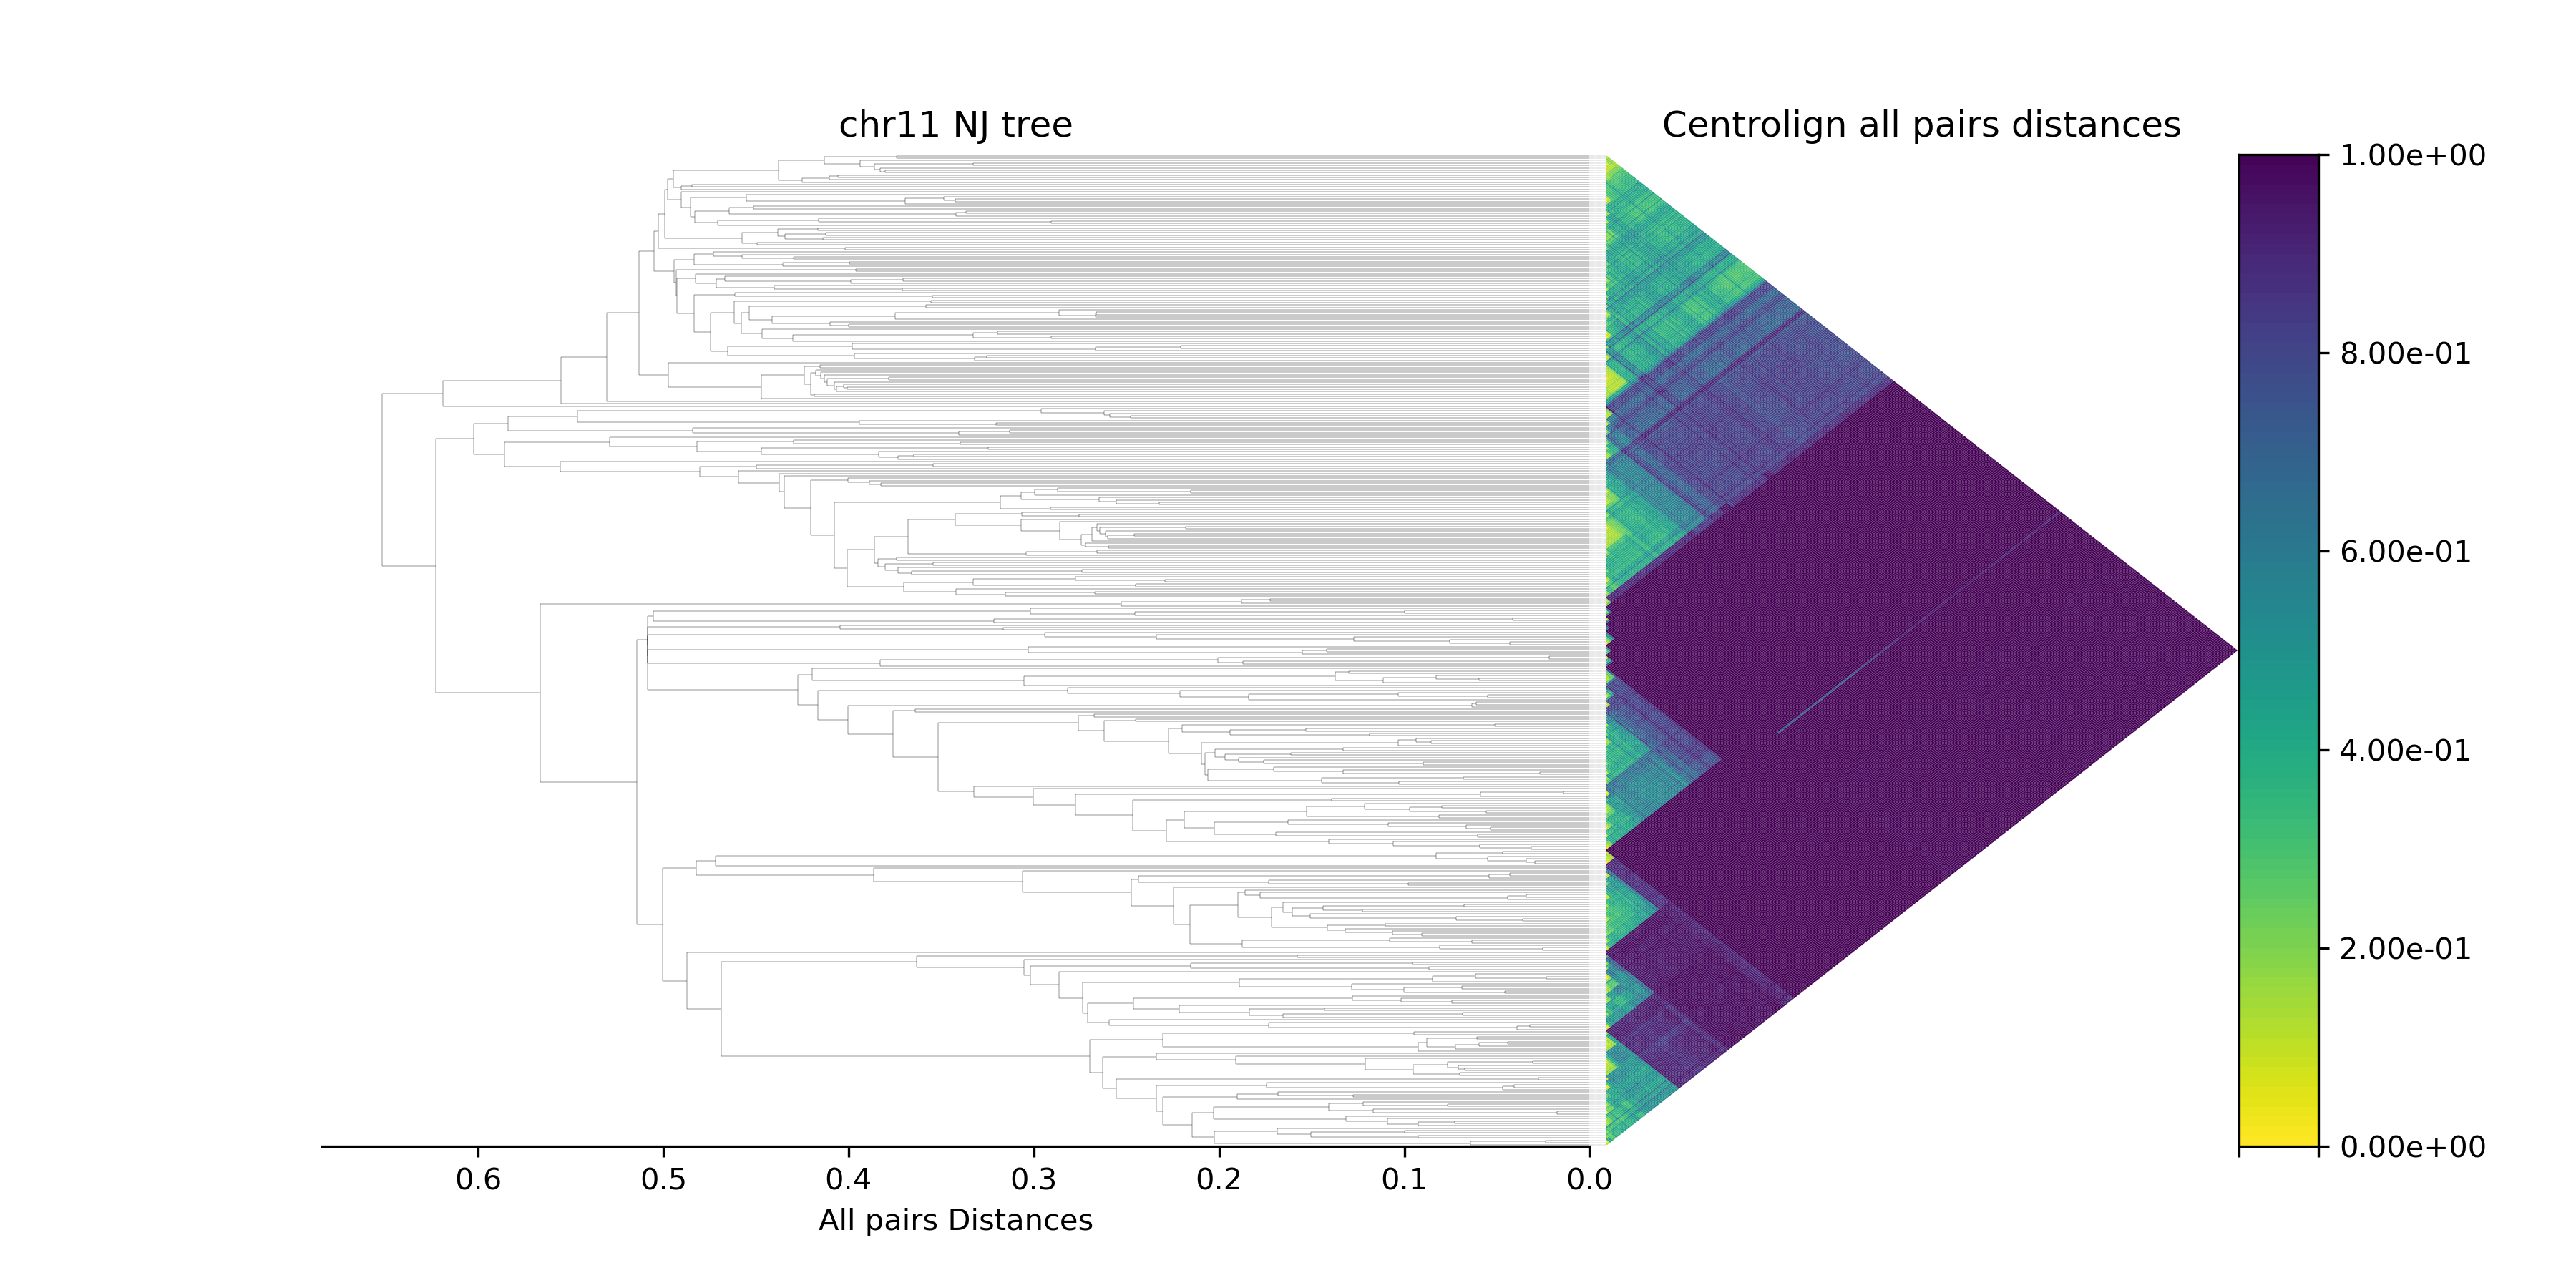 chr11 NJ tree
Centrolign all pairs distances
1.00e+00
8.00e-01
6.00e-01
4.00e-01
2.00e-01
0.00e+00
0.6 0.5 0.4 0.3 0.2 0.1 0.0
All pairs Distances